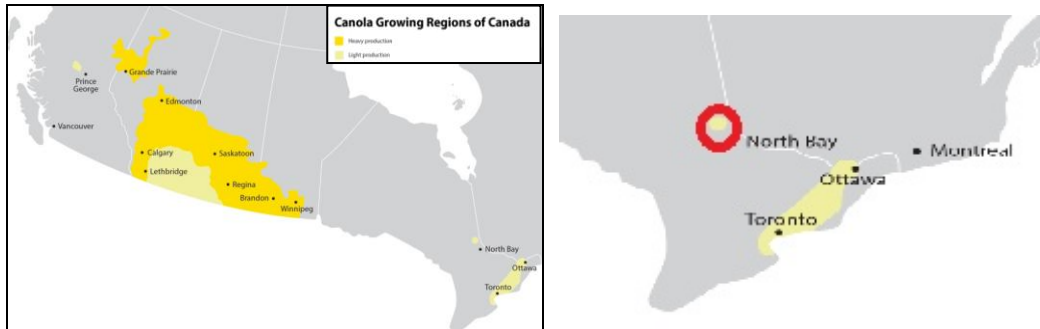 Canola Growing Regions of Canada
Heavy production
Light production
Grande Prairie
Prince
George
Edmonton
Vancouver
Calgary
Saskatoon
Lethbridge
Regina
Brandon
Winnipeg
North Bay
Ottawa
Toronto
North Bay
Montreal
Ottawa
Toronto